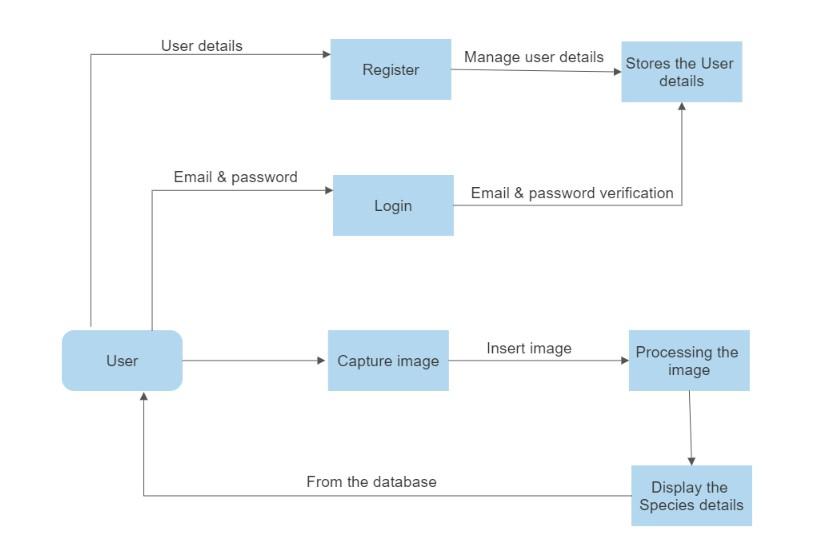 User details
Register
Manage user details
Stores the User
details
Email & password
Login
Email & password verification
User
Capture image
Insert image
Processing the
image
From the database
Display the
Species details